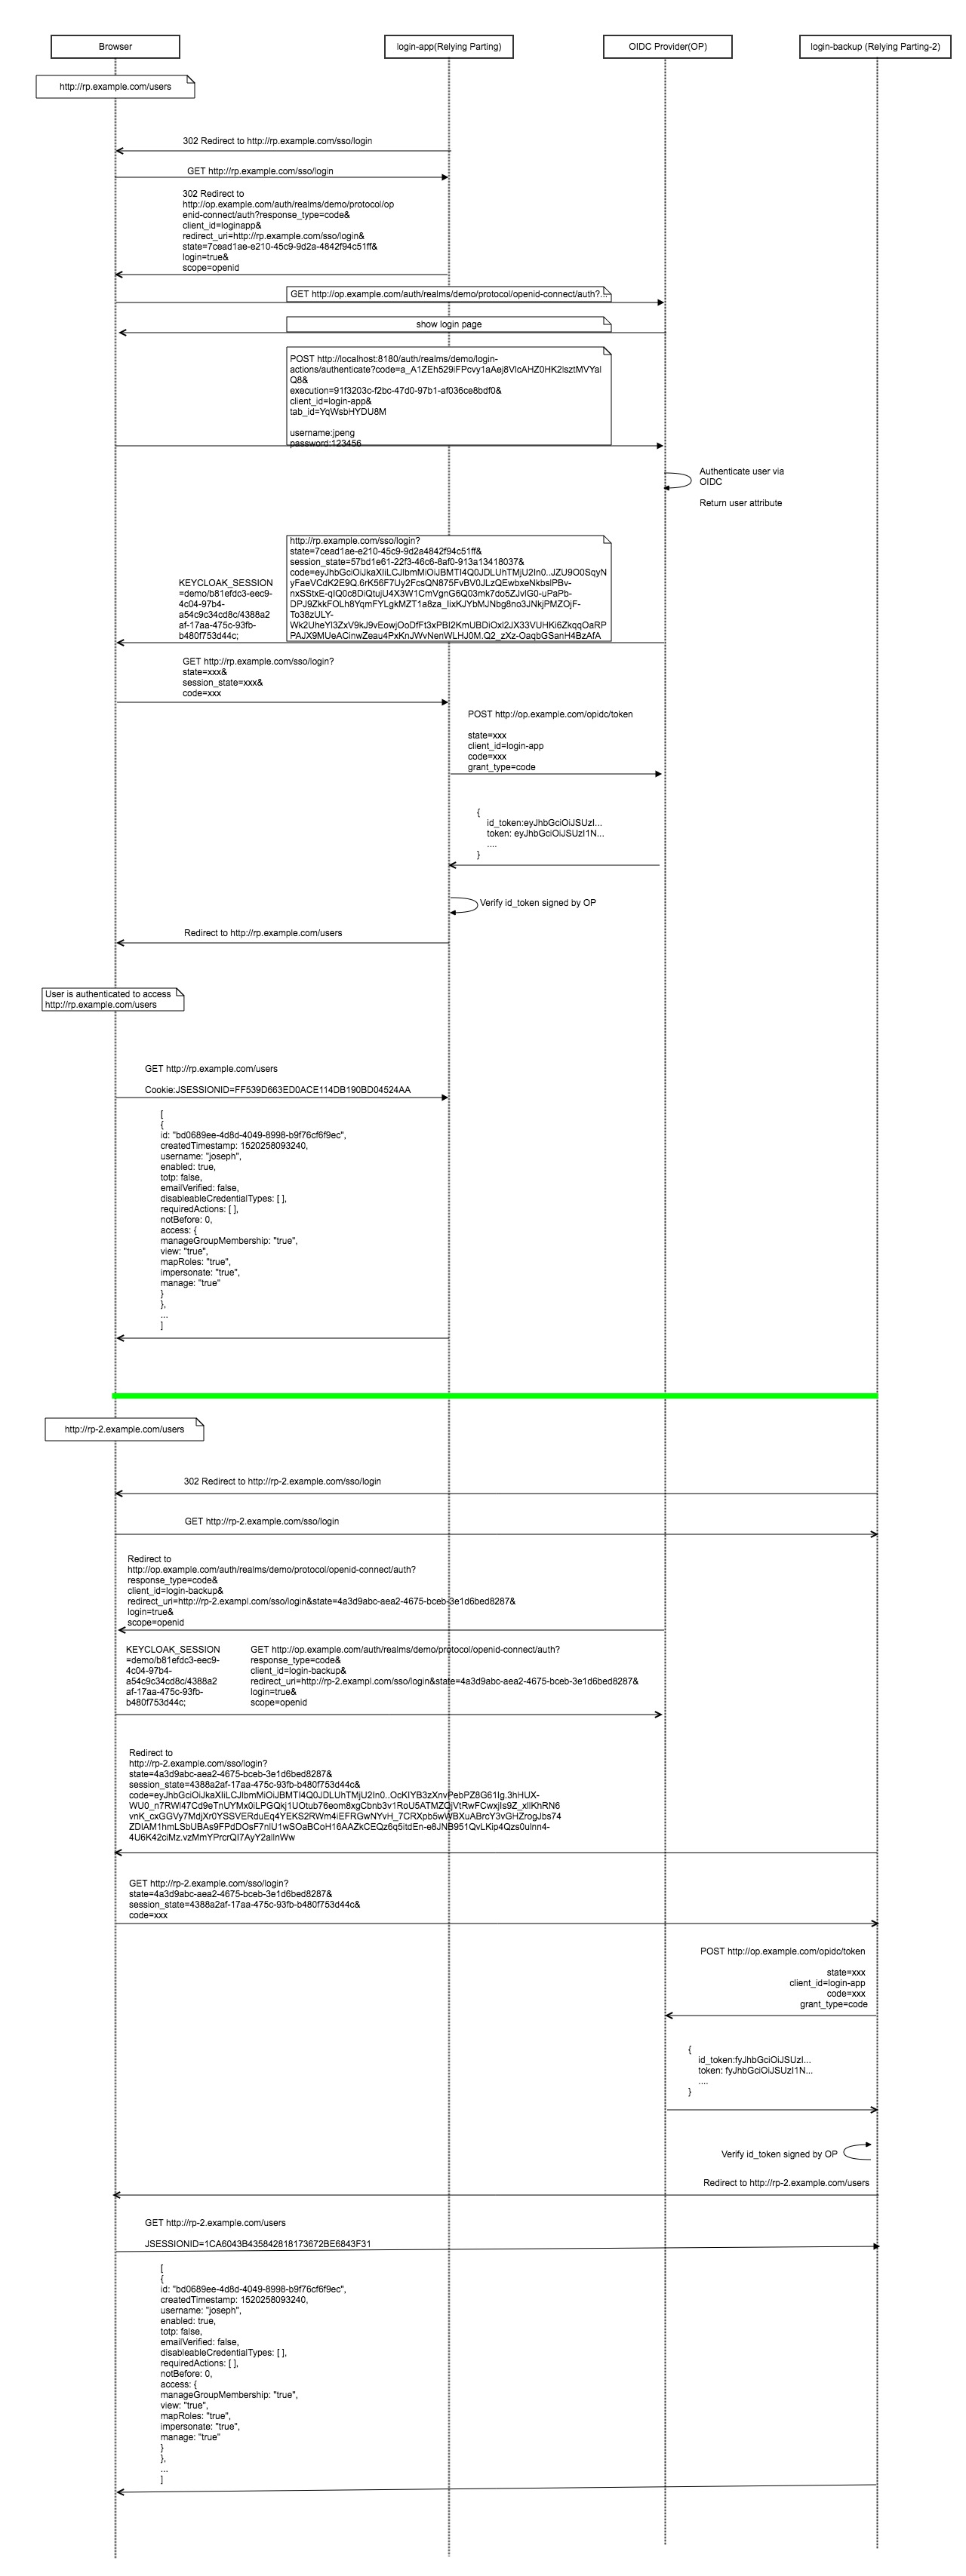 Browser
login-app(Relying Parting)
OIDC Provider(OP)
login-backup (Relying Parting-2)
http://rp.example.com/users
302 Redirect to http://rp.example.com/sso/login
GET http://rp.example.com/sso/login
302 Redirect to
http://op.example.com/auth/realms/demo/protocol/op
enid-connect/auth?response_type=code&
client_id=loginapp&
redirect_uri=http://rp.example.com/sso/login&
state=7cead1ae-e210-45c9-9d2a-4842f94c51ff&
login=true&
scope=openid
GET http://op.example.com/auth/realms/demo/protocol/openid-connect/auth?...
show login page
POST http://localhost:8180/auth/realms/demo/login-
actions/authenticate?code=a_A1ZEh529iFPcvy1aAej8VlcAHZ0HK2lsztMVYal
Q8&
execution=91f3203c-f2bc-47d0-97b1-af036ce8bdf0&
client_id=login-app&
tab_id=YqWsbHYDU8M
username:jpeng
password:123456
Authenticate user via
OIDC
Return user attribute
KEYCLOAK_SESSION
=demo/b81efdc3-eec9-
4c04-97b4-
a54c9c34cd8c/4388a2
af-17aa-475c-93fb-
b480f753d44c;
http://rp.example.com/sso/login?
state=7cead1ae-e210-45c9-9d2a4842f94c51ff&
session_state=57bd1e61-22f3-46c6-8af0-913a13418037&
code=eyJhbGciOiJkaXIiLCJlbmMiOiJBMTI4Q0JDLUhTMjU2In0..JZU9O0SqyN
yFaeVCdK2E9Q.6rK56F7Uy2FcsQN875FvBV0JLzQEwbxeNkbslPBv-
nxSStxE-qIQ0c8DiQtujU4X3W1CmVgnG6Q03mk7do5ZJvIG0-uPaPb-
DPJ9ZkkFOLh8YqmFYLgkMZT1a8za_IixKJYbMJNbg8no3JNkjPMZOjF-
To38zULY-
Wk2UheYl3ZxV9kJ9vEowjOoDfFt3xPBI2KmUBDiOxl2JX33VUHKi6ZkqqOaRP
PAJX9MUeACinwZeau4PxKnJWvNenWLHJ0M.Q2_zXz-OaqbGSanH4BzAfA
GET http://rp.example.com/sso/login?
state=xxx&
session_state=xxx&
code=xxx
POST http://op.example.com/opidc/token
state=xxx
client_id=login-app
code=xxx
grant_type=code
{
id_token:eyJhbGciOiJSUzI...
token: eyJhbGciOiJSUzI1N...
....
}
Verify id_token signed by OP
Redirect to http://rp.example.com/users
User is authenticated to access
http://rp.example.com/users
GET http://rp.example.com/users
Cookie:JSESSIONID=FF539D663ED0ACE114DB190BD04524AA
[
{
id: "bd0689ee-4d8d-4049-8998-b9f76cf6f9ec",
createdTimestamp: 1520258093240,
username: "joseph",
enabled: true,
totp: false,
emailVerified: false,
disableableCredentialTypes: [ ],
requiredActions: [ ],
notBefore: 0,
access: {
manageGroupMembership: "true",
view: "true",
mapRoles: "true",
impersonate: "true",
manage: "true"
}
},
...
]
http://rp-2.example.com/users
302 Redirect to http://rp-2.example.com/sso/login
GET http://rp-2.example.com/sso/login
Redirect to
http://op.example.com/auth/realms/demo/protocol/openid-connect/auth?
response_type=code&
client_id=login-backup&
redirect_uri=http://rp-2.exampl.com/sso/login&state=4a3d9abc-aea2-4675-bceb-3e1d6bed8287&
login=true&
scope=openid
KEYCLOAK_SESSION
=demo/b81efdc3-eec9-
4c04-97b4-
a54c9c34cd8c/4388a2
af-17aa-475c-93fb-
b480f753d44c;
GET http://op.example.com/auth/realms/demo/protocol/openid-connect/auth?
response_type=code&
client_id=login-backup&
redirect_uri=http://rp-2.exampl.com/sso/login&state=4a3d9abc-aea2-4675-bceb-3e1d6bed8287&
login=true&
scope=openid
Redirect to
http://rp-2.example.com/sso/login?
state=4a3d9abc-aea2-4675-bceb-3e1d6bed8287&
session_state=4388a2af-17aa-475c-93fb-b480f753d44c&
code=eyJhbGciOiJkaXIiLCJlbmMiOiJBMTI4Q0JDLUhTMjU2In0..OcKIYB3zXnvPebPZ8G61Ig.3hHUX-
WU0_n7RWl47Cd9eTnUYMx0iLPGQkj1UOtub76eom8xgCbnb3v1RoU5ATMZQjVtRwFCwxjIs9Z_xllKhRN6
vnK_cxGGVy7MdjXr0YSSVERduEq4YEKS2RWm4iEFRGwNYvH_7CRXpb5wWBXuABrcY3vGHZrogJbs74
ZDlAM1hmLSbUBAs9FPdDOsF7nlU1wSOaBCoH16AAZkCEQz6q5itdEn-e8JNB951QvLKip4Qzs0ulnn4-
4U6K42ciMz.vzMmYPrcrQI7AyY2allnWw
GET http://rp-2.example.com/sso/login?
state=4a3d9abc-aea2-4675-bceb-3e1d6bed8287&
session_state=4388a2af-17aa-475c-93fb-b480f753d44c&
code=xxx
POST http://op.example.com/opidc/token
state=xxx
client_id=login-app
code=xxx
grant_type=code
{
id_token:fyJhbGciOiJSUzI...
token: fyJhbGciOiJSUzI1N...
....
}
Verify id_token signed by OP
Redirect to http://rp-2.example.com/users
GET http://rp-2.example.com/users
JSESSIONID=1CA6043B435842818173672BE6843F31
[
{
id: "bd0689ee-4d8d-4049-8998-b9f76cf6f9ec",
createdTimestamp: 1520258093240,
username: "joseph",
enabled: true,
totp: false,
emailVerified: false,
disableableCredentialTypes: [ ],
requiredActions: [ ],
notBefore: 0,
access: {
manageGroupMembership: "true",
view: "true",
mapRoles: "true",
impersonate: "true",
manage: "true"
}
},
...
]